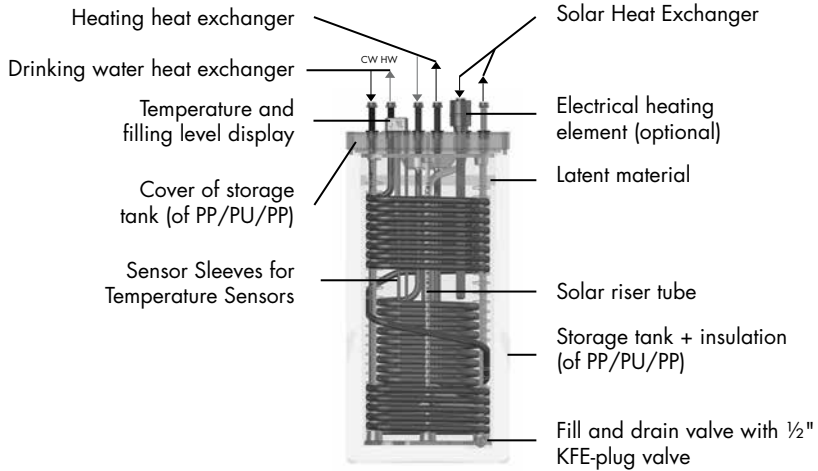 Heating heat exchanger
Drinking water heat exchanger
CW HW
Temperature and
filling level display
Cover of storage
tank (of PP/PU/PP)
Sensor Sleeves for
Temperature Sensors
Solar Heat Exchanger
Electrical heating
element (optional)
Latent material
Solar riser tube
Storage tank + insulation
(of PP/PU/PP)
Fill and drain valve with ½"
KFE-plug valve